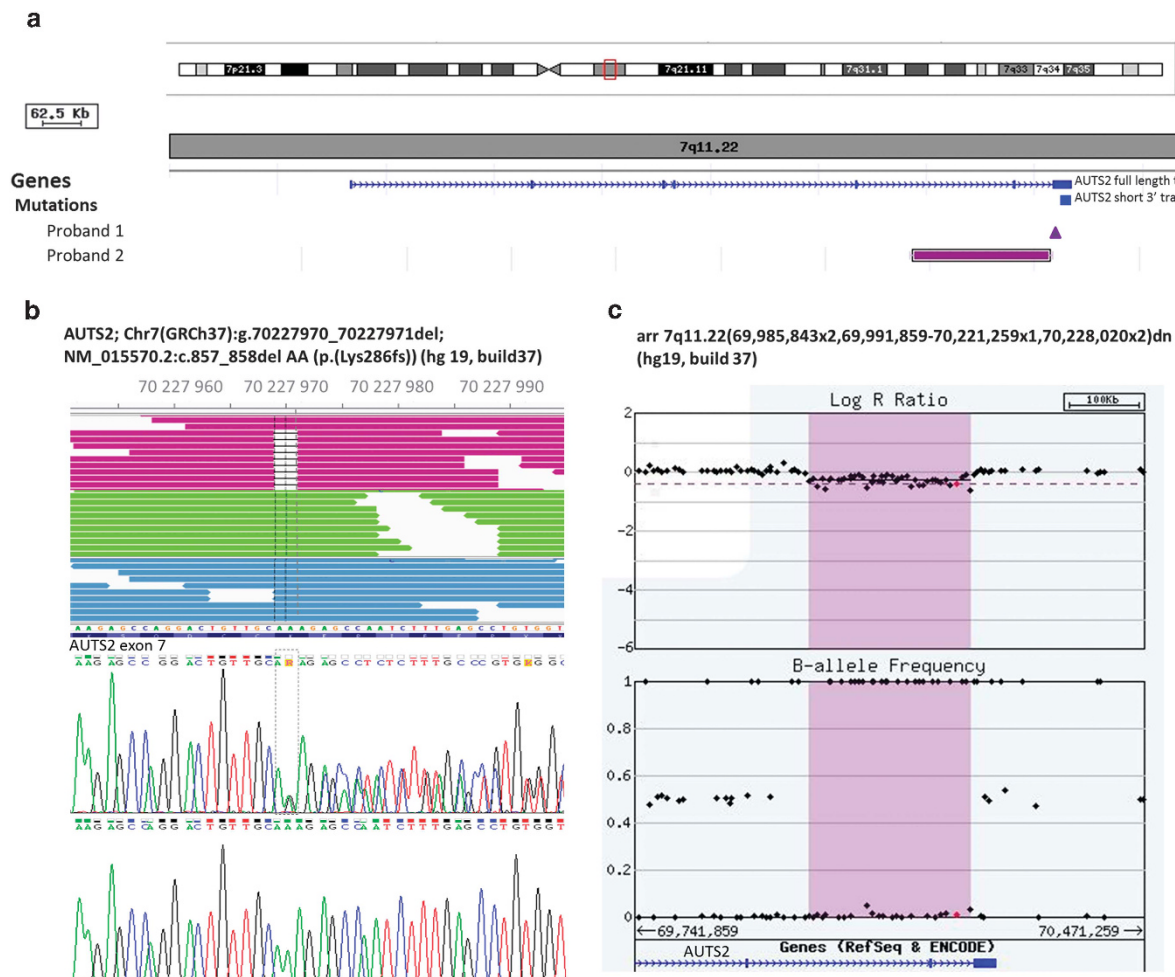 a
7p21.3 7q21.11 7q31.1 7q33 7q34 7q35
62.5 Kb
7q11.22
Genes
AUTS2 full length t
Mutations
AUTS2 short 3' tra
Proband 1
Proband 2
b
AUTS2; Chr7(GRCh37):g.70227970_70227971del;
NM_015570.2:c.857_858del AA (p.(Lys286fs)) (hg 19, build37)
70 227 960 70 227 970 70 227 980 70 227 990
AAGAGCCAGGACTGTTGCAAAGAGCCAATCTTTGAGCCTGTGGT
AUTS2 exon 7
AAGAGCC GGACTGTTGCARAGAGCCTCTCTTTGCCCGTGKGGC
AAGAGCCAGGACTGTTGCAAAGAGCCAATCTTTGAGCCTGTGGT
c
arr 7q11.22(69,985,843x2,69,991,859-70,221,259x1,70,228,020x2)dn
(hg19, build 37)
Log R Ratio
100Kb
2
0
-2
-4
-6
B-allele Frequency
1
0.8
0.6
0.4
0.2
0
69,741,859 70,471,259
AUTS2 Genes (RefSeq & ENCODE)